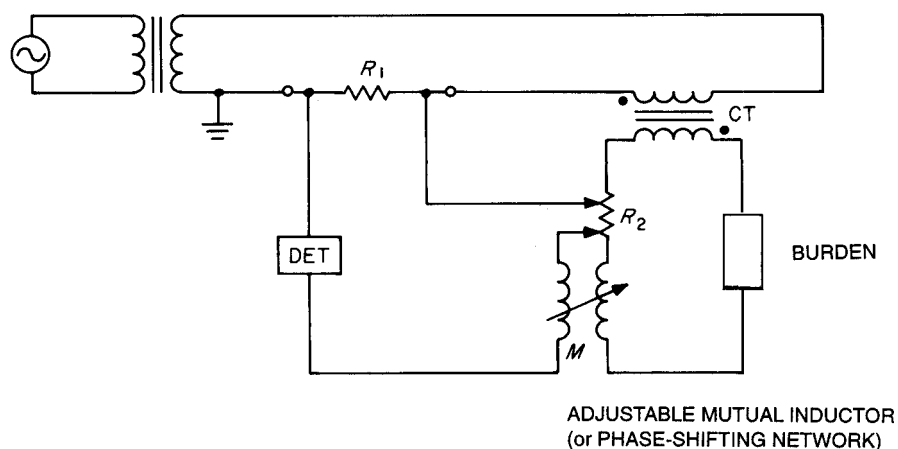 R1
CT
R2
DET
BURDEN
M
ADJUSTABLE MUTUAL INDUCTOR
(or PHASE-SHIFTING NETWORK)